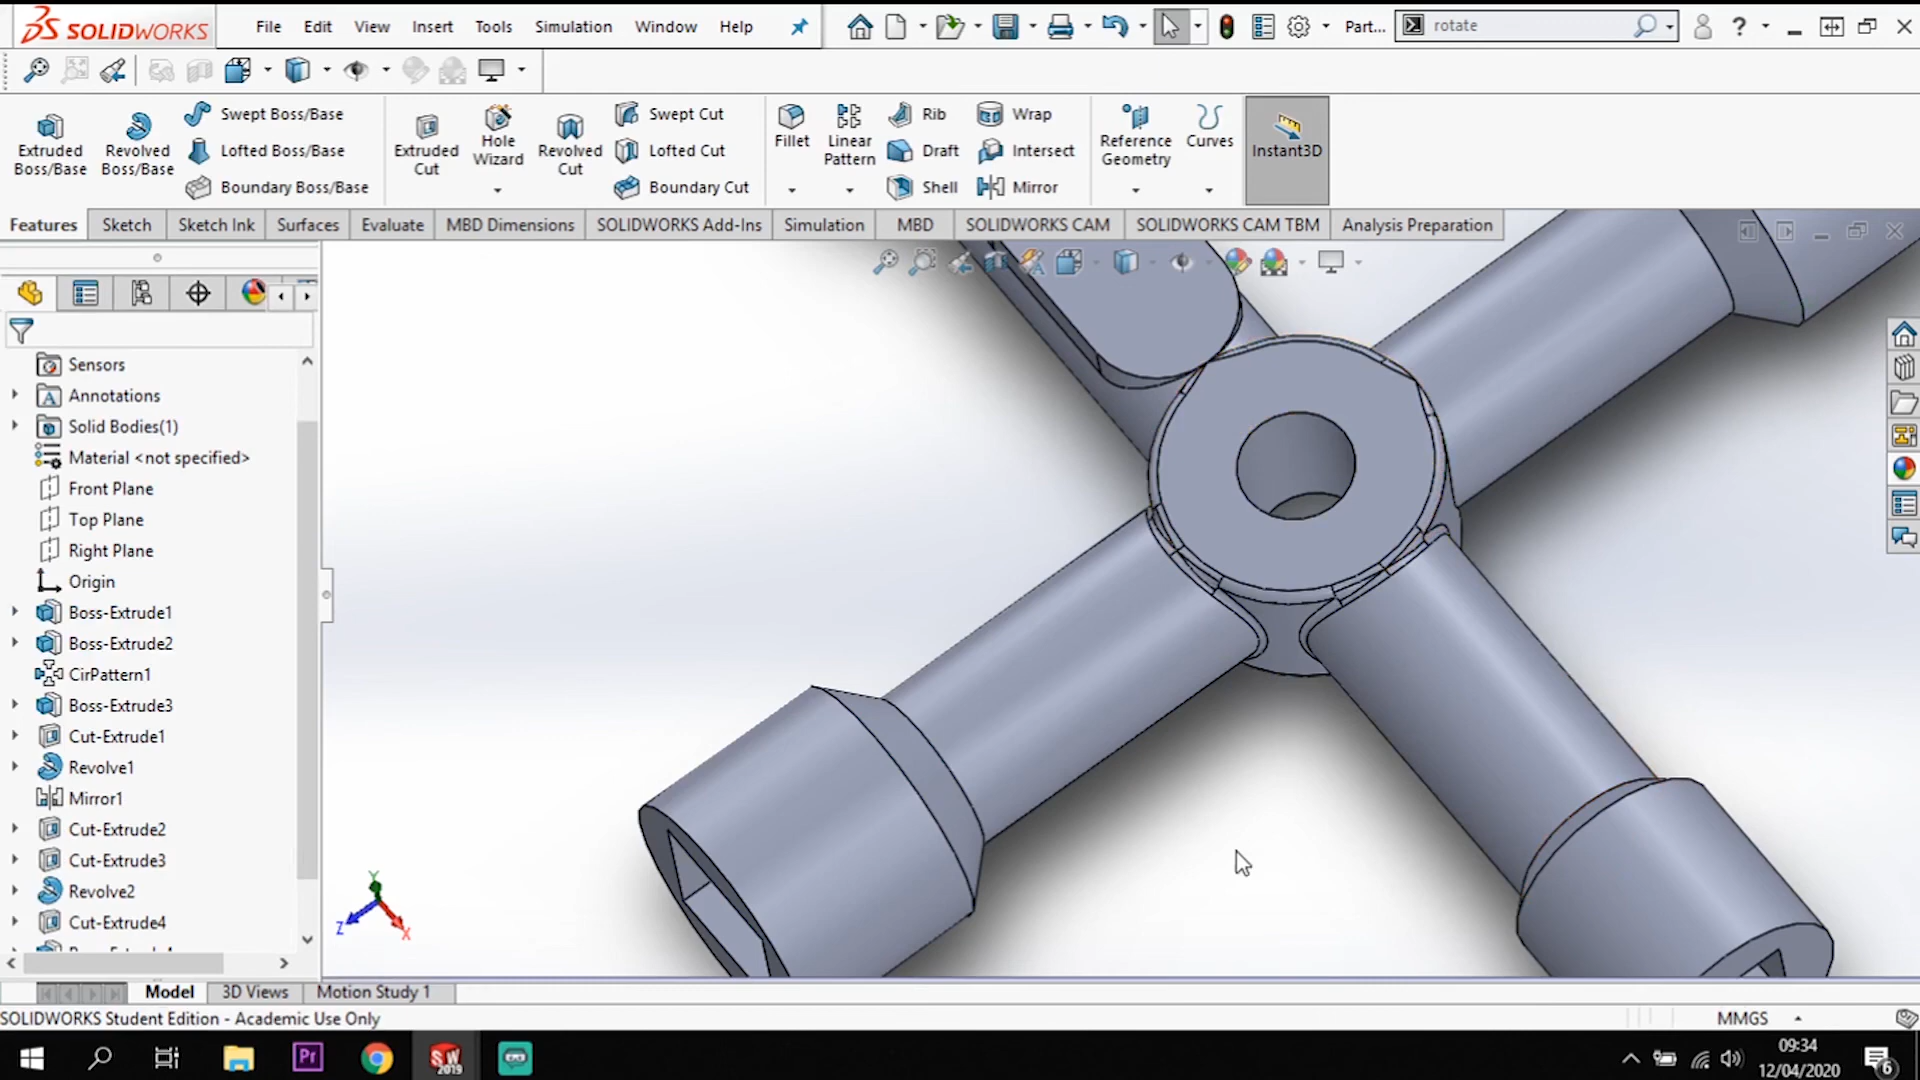 SOLIDWORKS File Edit View Insert Tools Simulation Window Help Part... rotate
Extruded Boss/Base
Revolved Boss/Base
Swept Boss/Base
Lofted Boss/Base
Boundary Boss/Base
Extruded Cut
Hole Wizard
Revolved Cut
Swept Cut
Lofted Cut
Boundary Cut
Fillet
Linear Pattern
Rib
Draft
Shell
Wrap
Intersect
Mirror
Reference Geometry
Curves
Instant3D
Features Sketch Sketch Ink Surfaces Evaluate MBD Dimensions SOLIDWORKS Add-Ins Simulation MBD SOLIDWORKS CAM SOLIDWORKS CAM TBM Analysis Preparation
Sensors
Annotations
Solid Bodies(1)
Material <not specified>
Front Plane
Top Plane
Right Plane
Origin
Boss-Extrude1
Boss-Extrude2
CirPattern1
Boss-Extrude3
Cut-Extrude1
Revolve1
Mirror1
Cut-Extrude2
Cut-Extrude3
Revolve2
Cut-Extrude4
Y
Z
X
Model 3D Views Motion Study 1
SOLIDWORKS Student Edition - Academic Use Only MMGS
Pr
SW 2019
09:34
12/04/2020
6